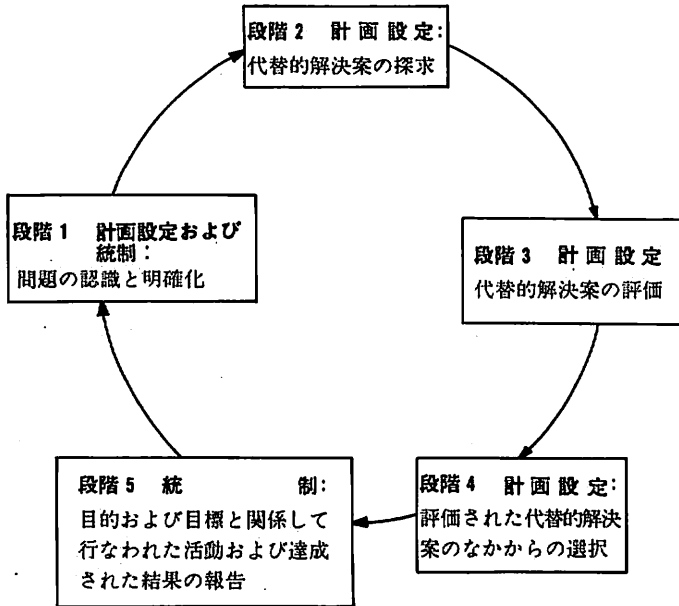 段階2 計画設定:
代替的解決案の探求
段階1 計画設定および
統制:
問題の認識と明確化
段階3 計画設定
代替的解決案の評価
段階5 統 制:
目的および目標と関係して
行なわれた活動および達成
された結果の報告
段階4 計画設定:
評価された代替的解決
案のなかからの選択